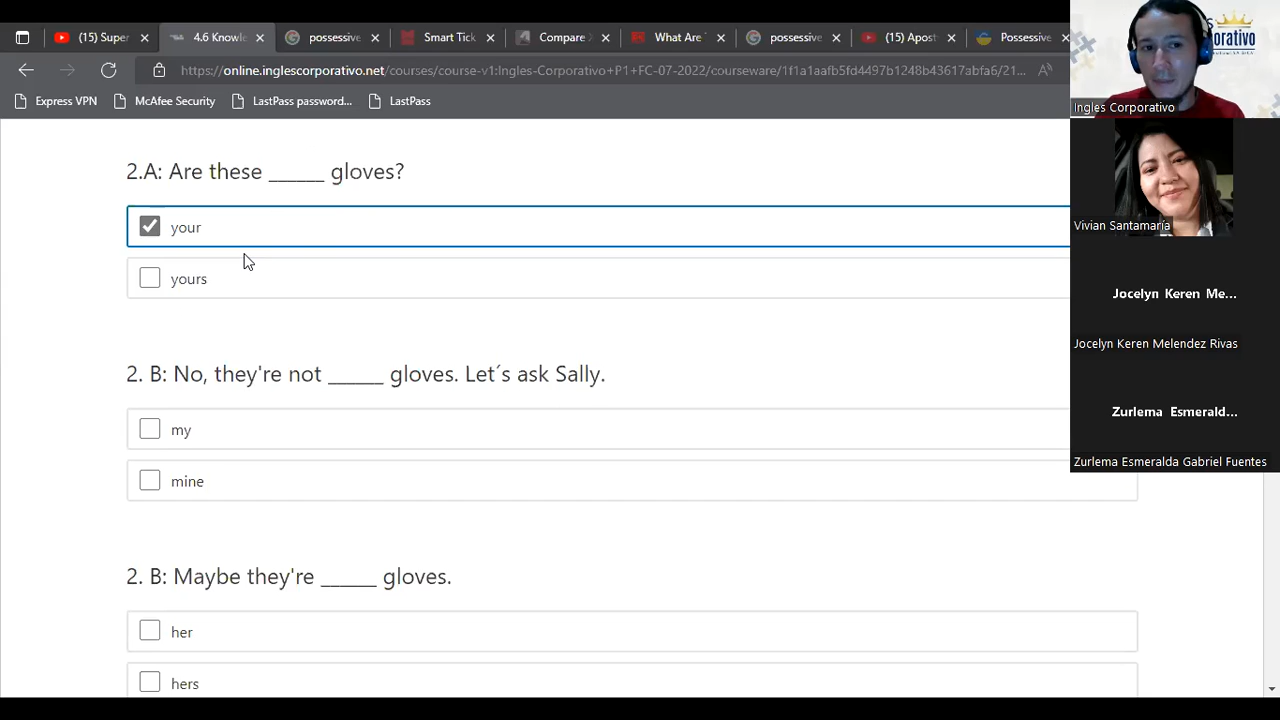 (15) Super
4.6 Knowle
possessive
Smart Tick
Compare
What Are
possessive
(15) Apost
Possessive
https://online.inglescorporativo.net/courses/course-v1:Ingles-Corporativo+P1+FC-07-2022/courseware/1f1a1aafb5fd4497b1248b43617abfa6/21...
Express VPN
McAfee Security
LastPass password...
LastPass
2.A: Are these ______ gloves?
your
yours
2. B: No, they're not ______ gloves. Let´s ask Sally.
my
mine
2. B: Maybe they're ______ gloves.
her
hers
Ingles Corporativo
Vivian Santamaría
Jocelyn Keren Me...
Jocelyn Keren Melendez Rivas
Zurlema Esmerald...
Zurlema Esmeralda Gabriel Fuentes